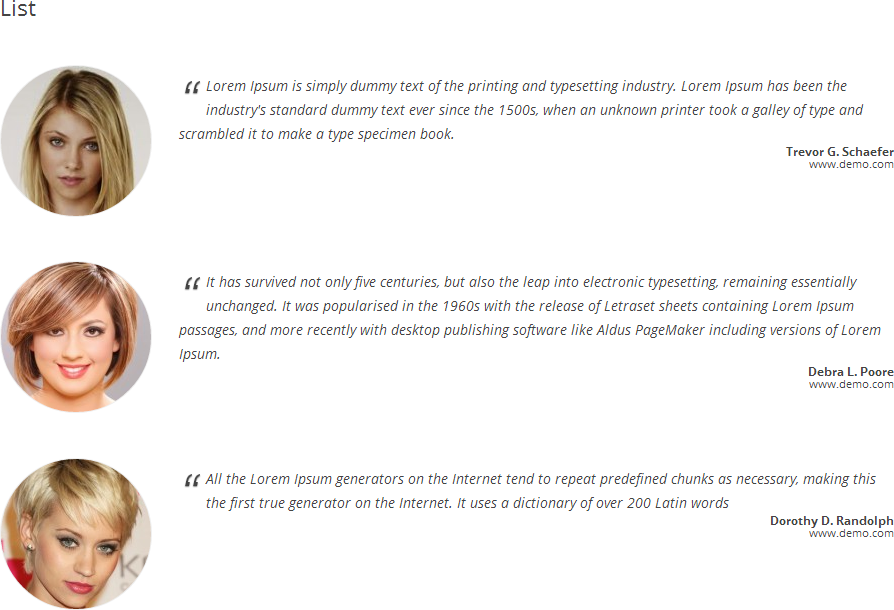 List
“ Lorem Ipsum is simply dummy text of the printing and typesetting industry. Lorem Ipsum has been the
industry's standard dummy text ever since the 1500s, when an unknown printer took a galley of type and
scrambled it to make a type specimen book.
Trevor G. Schaefer
www.demo.com
“ It has survived not only five centuries, but also the leap into electronic typesetting, remaining essentially
unchanged. It was popularised in the 1960s with the release of Letraset sheets containing Lorem Ipsum
passages, and more recently with desktop publishing software like Aldus PageMaker including versions of Lorem
Ipsum.
Debra L. Poore
www.demo.com
“ All the Lorem Ipsum generators on the Internet tend to repeat predefined chunks as necessary, making this
the first true generator on the Internet. It uses a dictionary of over 200 Latin words
Dorothy D. Randolph
www.demo.com